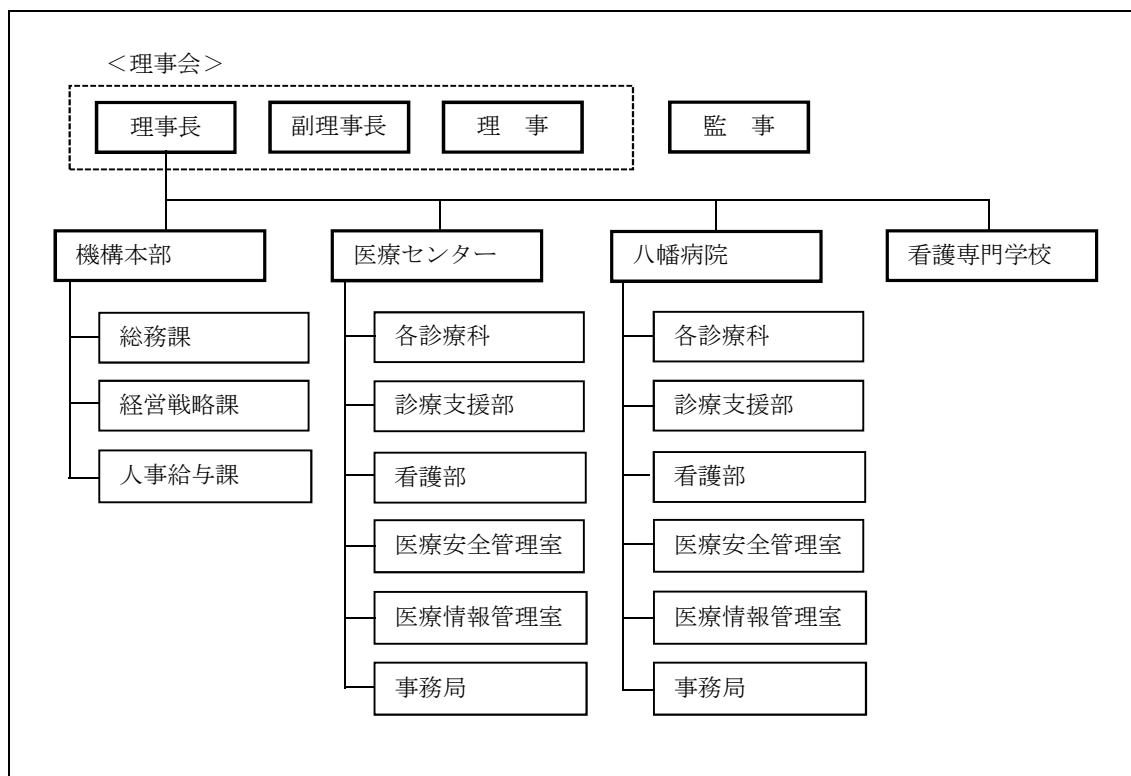 ＜理事会＞
理事長
副理事長
理　事
監　事
機構本部
総務課
経営戦略課
人事給与課
医療センター
各診療科
診療支援部
看護部
医療安全管理室
医療情報管理室
事務局
八幡病院
各診療科
診療支援部
看護部
医療安全管理室
医療情報管理室
事務局
看護専門学校